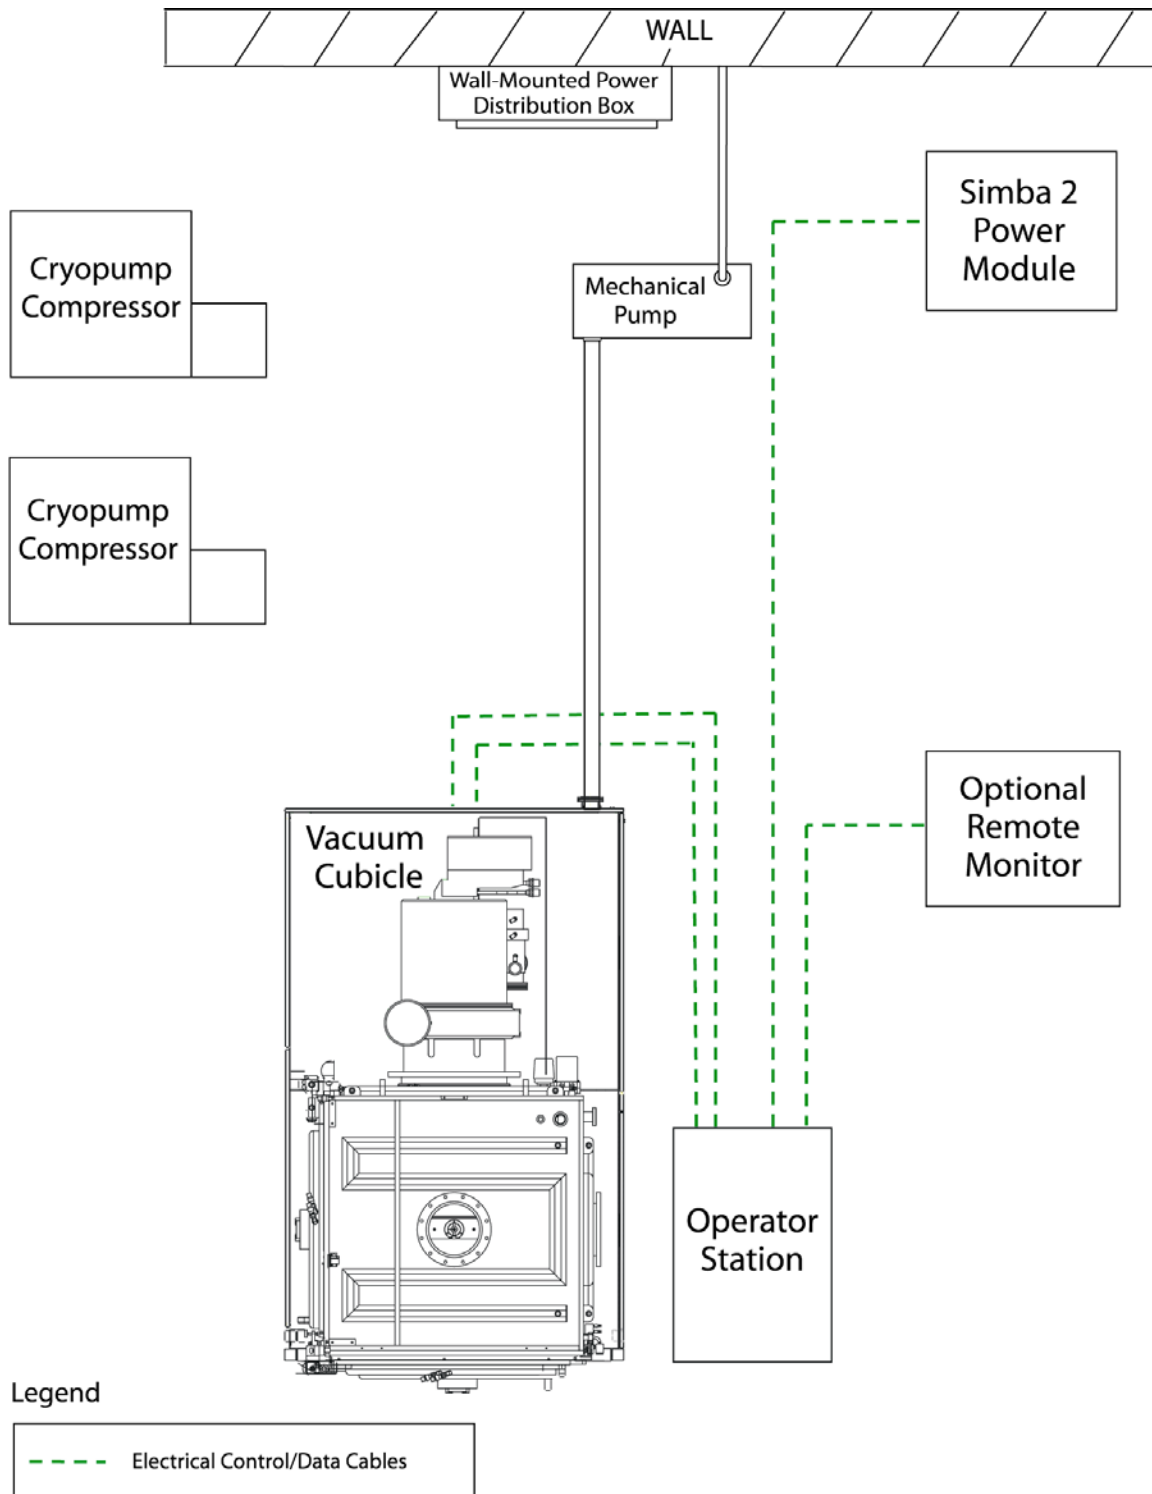 WALL
Wall-Mounted Power
Distribution Box
Simba 2
Power
Module
Cryopump
Compressor
Mechanical
Pump
Cryopump
Compressor
Optional
Remote
Monitor
Vacuum
Cubicle
Operator
Station
Legend
Electrical Control/Data Cables